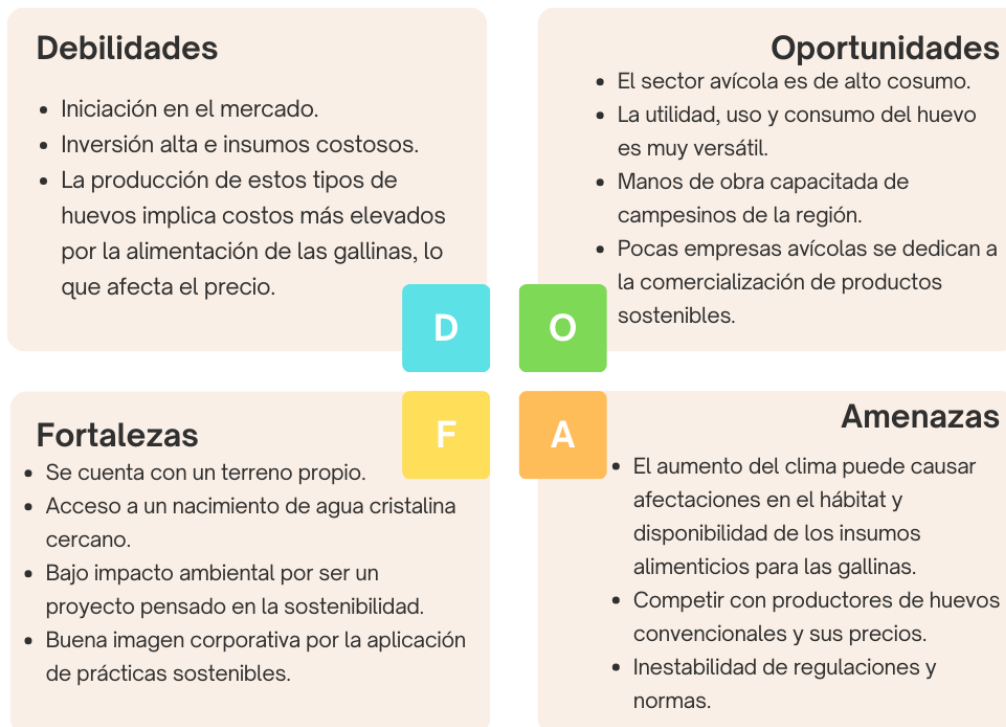 Debilidades
Iniciación en el mercado.
Inversión alta e insumos costosos.
La producción de estos tipos de
huevos implica costos más elevados
por la alimentación de las gallinas, lo
que afecta el precio.
D
Oportunidades
El sector avícola es de alto cosumo.
La utilidad, uso y consumo del huevo
es muy versátil.
Manos de obra capacitada de
campesinos de la región.
Pocas empresas avícolas se dedican a
la comercialización de productos
sostenibles.
O
Fortalezas
F
Se cuenta con un terreno propio.
Acceso a un nacimiento de agua cristalina
cercano.
Bajo impacto ambiental por ser un
proyecto pensado en la sostenibilidad.
Buena imagen corporativa por la aplicación
de prácticas sostenibles.
Amenazas
A
El aumento del clima puede causar
afectaciones en el hábitat y
disponibilidad de los insumos
alimenticios para las gallinas.
Competir con productores de huevos
convencionales y sus precios.
Inestabilidad de regulaciones y
normas.